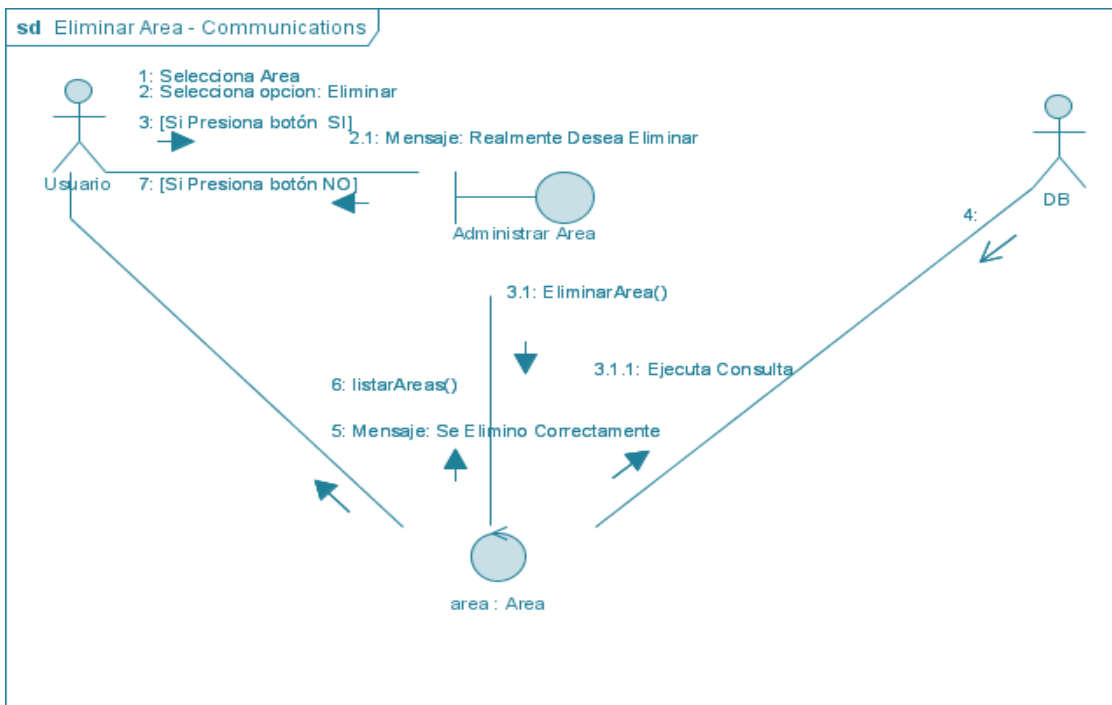 sd Eliminar Area - Communications
1: Selecciona Area
2: Selecciona opcion: Eliminar
3: [Si Presiona botón SI]
2.1: Mensaje: Realmente Desea Eliminar
Usuario
7: [Si Presiona botón NO]
Administrar Area
DB
4:
3.1: EliminarArea()
3.1.1: Ejecuta Consulta
6: listarAreas()
5: Mensaje: Se Elimino Correctamente
area : Area